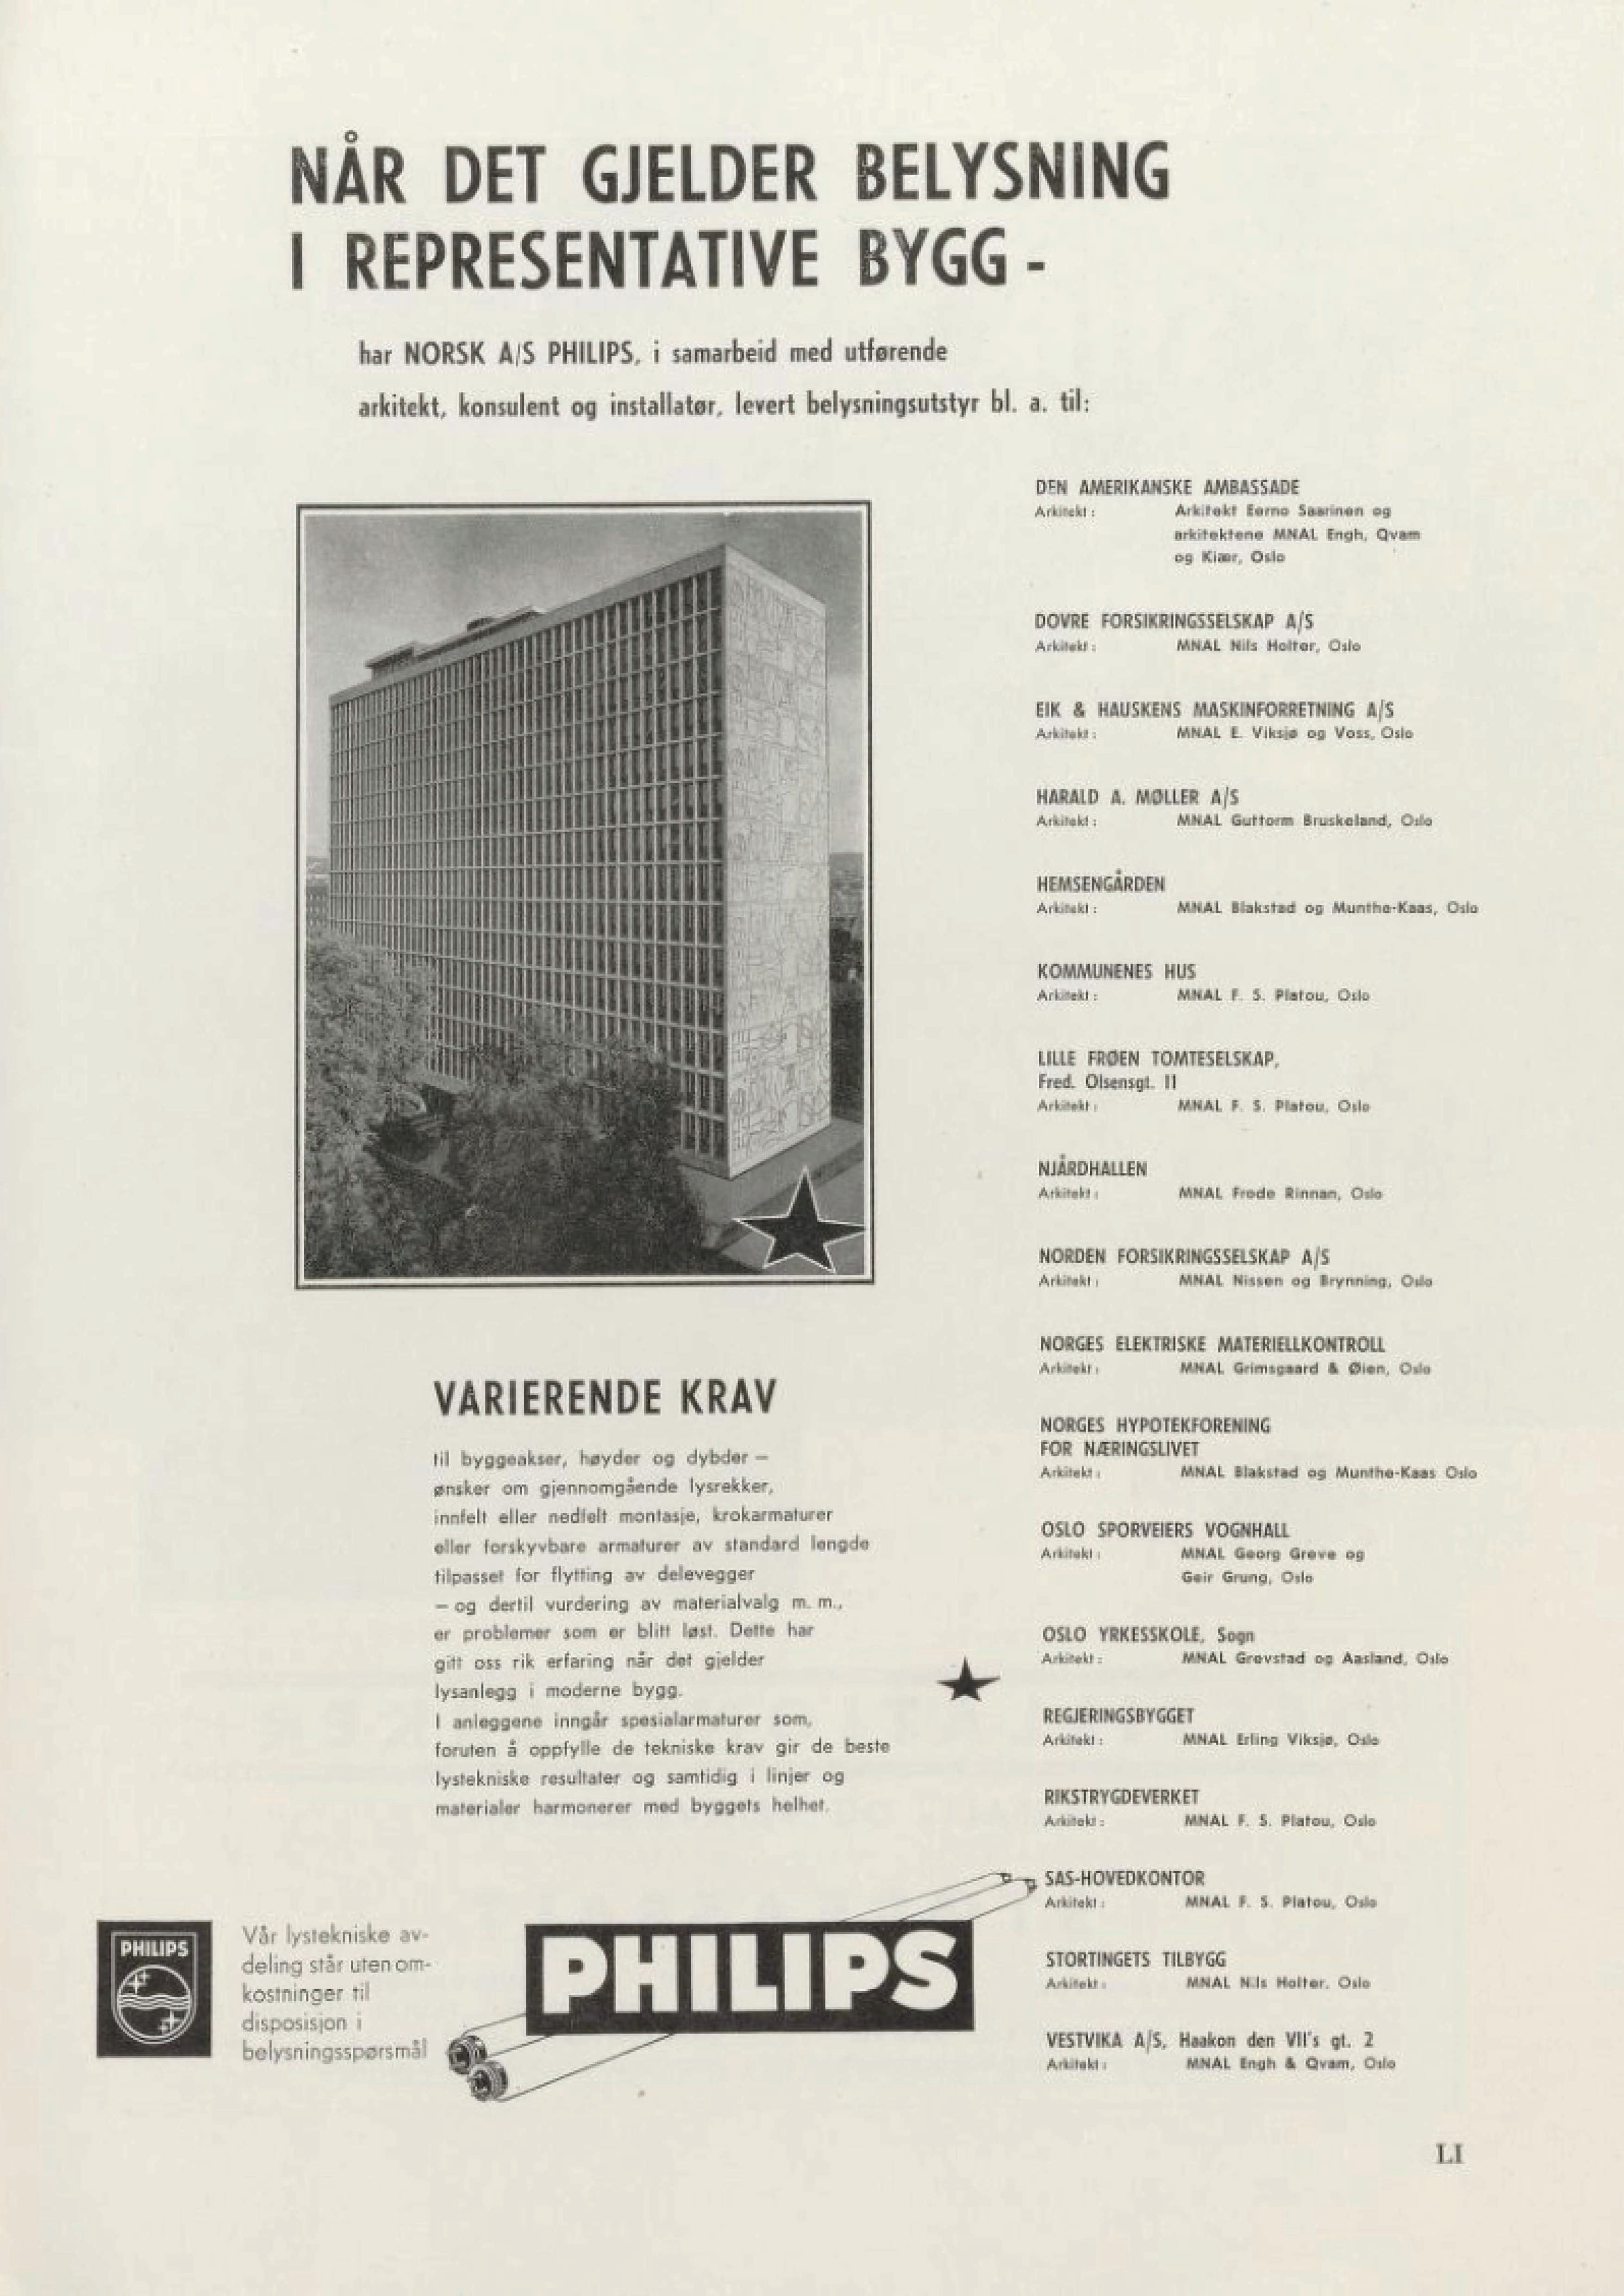 NÅR DET GJELDER BELYSNING
I REPRESENTATIVE BYGG -
har NORSK A/S PHILIPS, i samarbeid med utførende
arkitekt, konsulent og installatør, levert belysningsutstyr bl. a. til:
DEN AMERIKANSKE AMBASSADE
Arkitekt: Arkitekt Eerno Saarinen og
arkitektene MNAL Engh, Qvam
og Kiær, Oslo
DOVRE FORSIKRINGSSELSKAP A/S
Arkitekt: MNAL Nils Holter, Oslo
EIK & HAUSKENS MASKINFORRETNING A/S
Arkitekt: MNAL E. Viksjø og Voss, Oslo
HARALD A. MØLLER A/S
Arkitekt: MNAL Guttorm Bruskeland, Oslo
HEMSENGÅRDEN
Arkitekt: MNAL Blakstad og Munthe-Kaas, Oslo
KOMMUNENES HUS
Arkitekt: MNAL F. S. Platou, Oslo
LILLE FRØEN TOMTESELSKAP,
Fred. Olsensgt. 11
Arkitekt: MNAL F. S. Platou, Oslo
NJÅRDHALLEN
Arkitekt: MNAL Frode Rinnan, Oslo
NORDEN FORSIKRINGSSELSKAP A/S
Arkitekt: MNAL Nissen og Brynning, Oslo
NORGES ELEKTRISKE MATERIELLKONTROLL
Arkitekt: MNAL Grimsgaard & Øien, Oslo
NORGES HYPOTEKFORENING
FOR NÆRINGSLIVET
Arkitekt: MNAL Blakstad og Munthe-Kaas Oslo
OSLO SPORVEIERS VOGNHALL
Arkitekt: MNAL Georg Greve og
Geir Grung, Oslo
OSLO YRKESSKOLE, Sogn
Arkitekt: MNAL Grevstad og Aasland, Oslo
REGJERINGSBYGGET
Arkitekt: MNAL Erling Viksjø, Oslo
RIKSTRYGDEVERKET
Arkitekt: MNAL F. S. Platou, Oslo
SAS-HOVEDKONTOR
Arkitekt: MNAL F. S. Platou, Oslo
STORTINGETS TILBYGG
Arkitekt: MNAL Nils Holter, Oslo
VESTVIKA A/S, Haakon den VII's gt. 2
Arkitekt: MNAL Engh & Qvam, Oslo
VARIERENDE KRAV
til byggeakser, høyder og dybder –
ønsker om gjennomgående lysrekker,
innfelt eller nedfelt montasje, krokarmaturer
eller forskyvbare armaturer av standard lengde
tilpasset for flytting av delevegger
– og dertil vurdering av materialvalg m. m.,
er problemer som er blitt løst. Dette har
gitt oss rik erfaring når det gjelder
lysanlegg i moderne bygg.
I anleggene inngår spesialarmaturer som,
foruten å oppfylle de tekniske krav gir de beste
lystekniske resultater og samtidig i linjer og
materialer harmonerer med byggets helhet.
PHILIPS
Vår lystekniske av-
deling står uten om-
kostninger til
disposisjon i
belysningsspørsmål
PHILIPS
LI